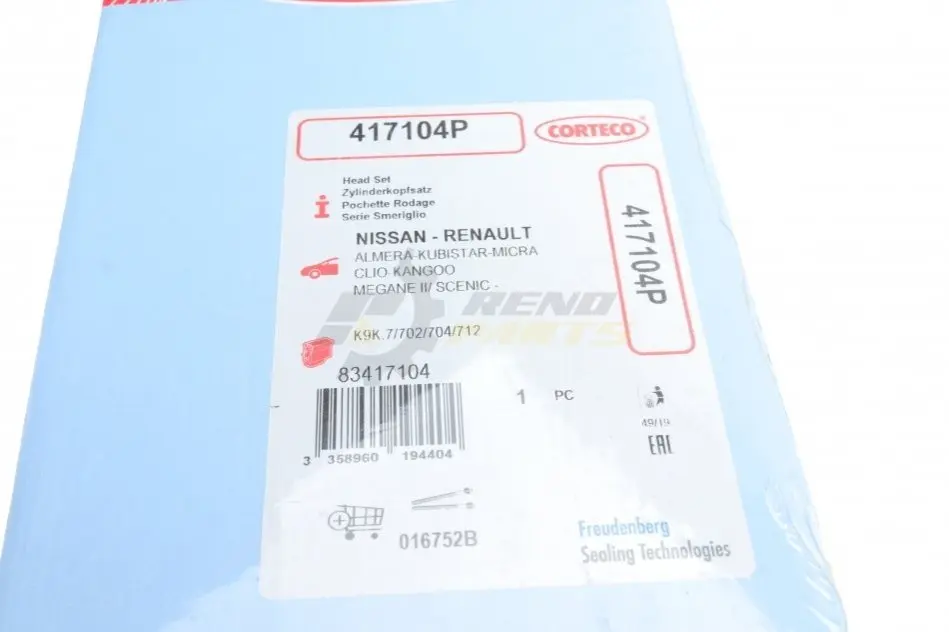 417104P
CORTECO
Head Set
Zylinderkopfsatz
Pochette Rodage
Serie Smeriglio
417104P
NISSAN - RENAULT
ALMERA-KUBISTAR-MICRA
CLIO-KANGOO
MEGANE II/ SCENIC -
RENO
PARTS
K9K.7/702/704/712
83417104
1 PC
3 358960 194404
49/19
EAC
016752B
Freudenberg
Sealing Technologies